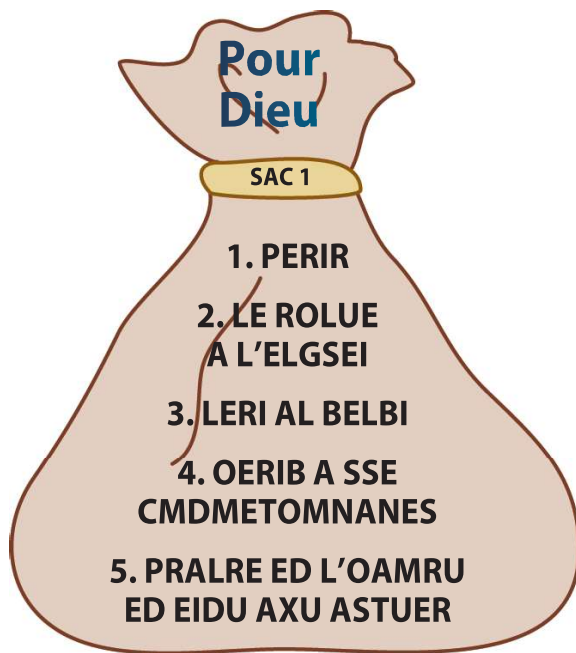 Pour
Dieu
SAC 1
1. PERIR
2. LE ROLUE
A L’ELGSEI
3. LERI AL BELBI
4. OERIB A SSE
CMDMETOMNANES
5. PRALRE ED L’OAMRU
ED EIDU AXU ASTUER